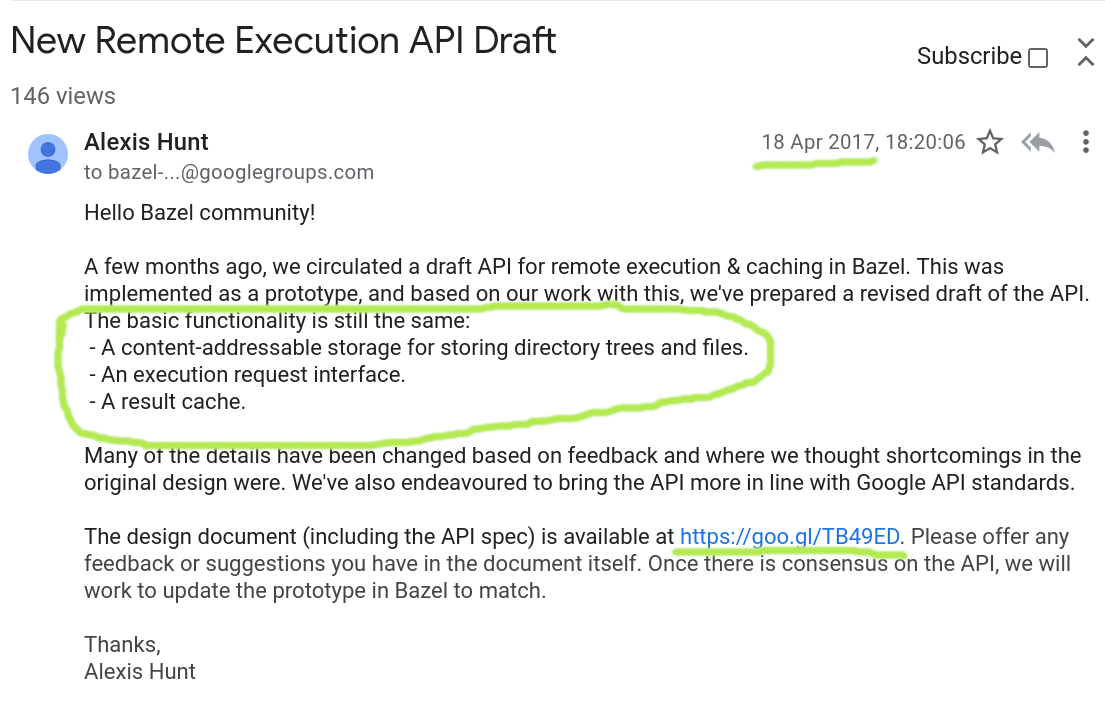 New Remote Execution API Draft
Subscribe
146 views
Alexis Hunt
18 Apr 2017, 18:20:06
to bazel-...@googlegroups.com
Hello Bazel community!
A few months ago, we circulated a draft API for remote execution & caching in Bazel. This was
implemented as a prototype, and based on our work with this, we've prepared a revised draft of the API.
The basic functionality is still the same:
- A content-addressable storage for storing directory trees and files.
- An execution request interface.
- A result cache.
Many of the details have been changed based on feedback and where we thought shortcomings in the
original design were. We've also endeavoured to bring the API more in line with Google API standards.
The design document (including the API spec) is available at https://goo.gl/TB49ED. Please offer any
feedback or suggestions you have in the document itself. Once there is consensus on the API, we will
work to update the prototype in Bazel to match.
Thanks,
Alexis Hunt